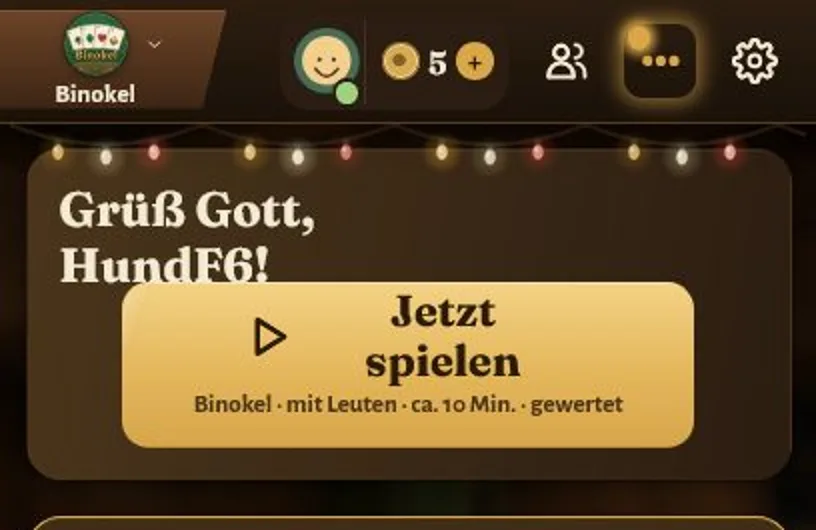 Binokel
Binokel
5
Grüß Gott,
HundF6!
Jetzt
spielen
Binokel · mit Leuten · ca. 10 Min. · gewertet